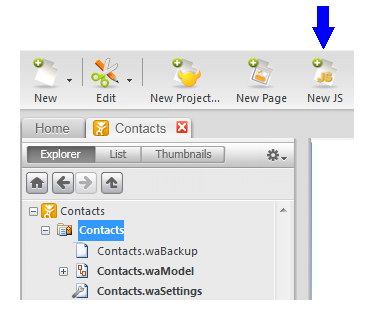 New Edit New Project... New Page New JS
Home Contacts
Explorer List Thumbnails
Contacts
Contacts
Contacts.waBackup
Contacts.waModel
Contacts.waSettings